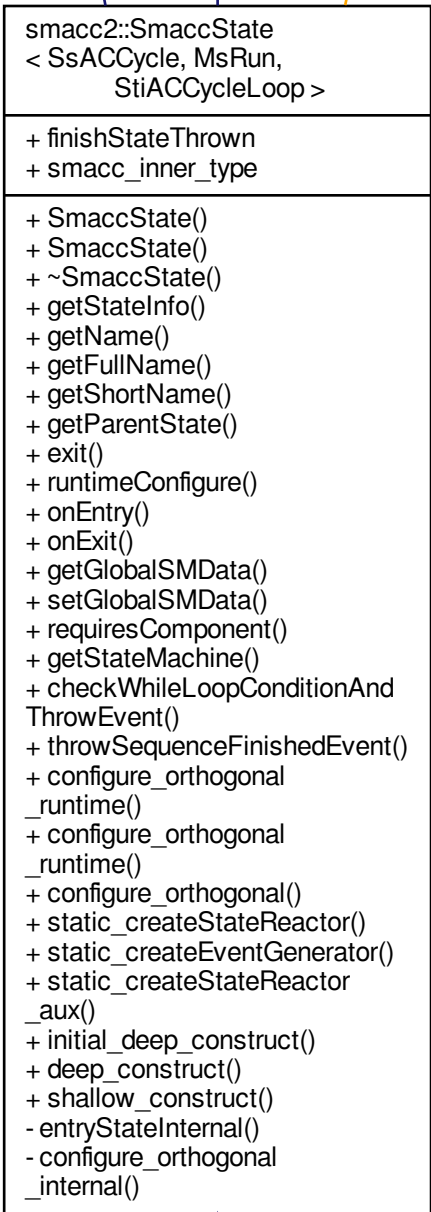 smacc2::SmaccState
< SsACCycle, MsRun,
StiACCycleLoop >
+ finishStateThrown
+ smacc_inner_type
+ SmaccState()
+ SmaccState()
+ ~SmaccState()
+ getStateInfo()
+ getName()
+ getFullName()
+ getShortName()
+ getParentState()
+ exit()
+ runtimeConfigure()
+ onEntry()
+ onExit()
+ getGlobalSMData()
+ setGlobalSMData()
+ requiresComponent()
+ getStateMachine()
+ checkWhileLoopConditionAnd
ThrowEvent()
+ throwSequenceFinishedEvent()
+ configure_orthogonal
_runtime()
+ configure_orthogonal
_runtime()
+ configure_orthogonal()
+ static_createStateReactor()
+ static_createEventGenerator()
+ static_createStateReactor
_aux()
+ initial_deep_construct()
+ deep_construct()
+ shallow_construct()
- entryStateInternal()
- configure_orthogonal
_internal()